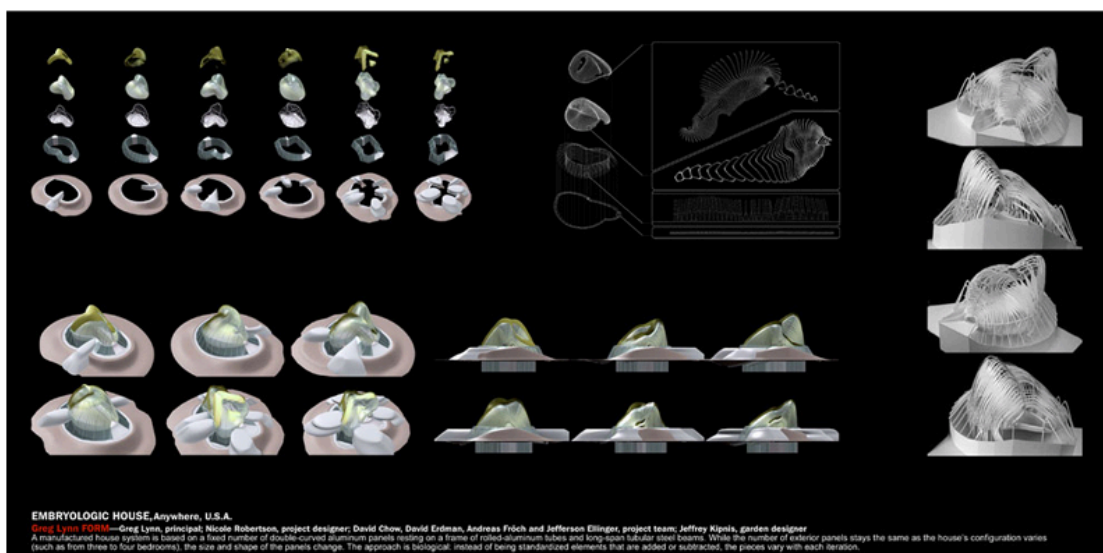 EMBRYOLOGIC HOUSE, Anywhere, U.S.A.
Greg Lynn FORM—Greg Lynn, principal; Nicole Robertson, project designer; David Chow, David Erdman, Andreas Fröch and Jefferson Ellinger, project team; Jeffrey Kipnis, garden designer
A manufactured house system is based on a fixed number of double-curved aluminum panels resting on a frame of rolled-aluminum tubes and long-span tubular steel beams. While the number of exterior panels stays the same as the house's configuration varies
(such as from three to four bedrooms), the size and shape of the panels change. The approach is biological: instead of being standardized elements that are added or subtracted, the pieces vary with each iteration.